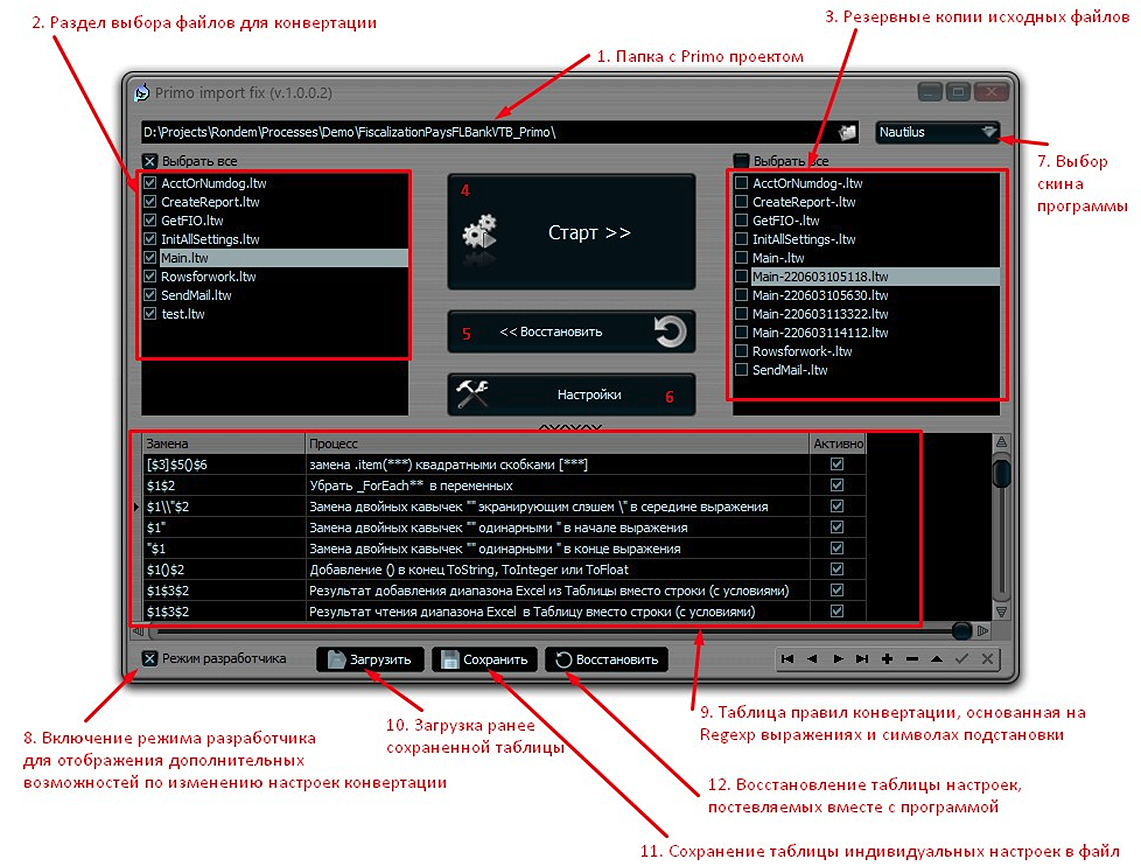 2. Раздел выбора файлов для конвертации
3. Резервные копии исходных файлов
1. Папка с Primo проектом
Primo import fix (v.1.0.0.2)
D:\Projects\Rondem\Processes\Demo\FiscalizationPaysFLBankVTB_Primo\
Nautilus
7. Выбор
скина
программы
Выбрать все
AcctOrNumdog.ltw
CreateReport.ltw
GetFIO.ltw
InitAllSettings.ltw
Main.ltw
Rowsforwork.ltw
SendMail.ltw
test.ltw
4
Старт >>
5
<< Восстановить
Настройки
6
Выбрать все
AcctOrNumdog-.ltw
CreateReport-.ltw
GetFIO-.ltw
InitAllSettings-.ltw
Main-.ltw
Main-220603105118.ltw
Main-220603105630.ltw
Main-220603113322.ltw
Main-220603114112.ltw
Rowsforwork-.ltw
SendMail-.ltw
Замена Процесс Активно
[$3]$5()$6 замена .item(***) квадратными скобками [***]
$1$2 Убрать _ForEach** в переменных
$1\\"$2 Замена двойных кавычек "" экранирующим слэшем \" в середине выражения
$1" Замена двойных кавычек "" одинарными " в начале выражения
"$1 Замена двойных кавычек "" одинарными " в конце выражения
$1()$2 Добавление () в конец ToString, ToInteger или ToFloat
$1$3$2 Результат добавления диапазона Excel из Таблицы вместо строки (с условиями)
$1$3$2 Результат чтения диапазона Excel в Таблицу вместо строки (с условиями)
Режим разработчика
Загрузить
Сохранить
Восстановить
8. Включение режима разработчика
для отображения дополнительных
возможностей по изменению настроек конвертации
10. Загрузка ранее
сохраненной таблицы
9. Таблица правил конвертации, основанная на
Regexp выражениях и символах подстановки
12. Восстановление таблицы настроек,
постевляемых вместе с программой
11. Сохранение таблицы индивидуальных настроек в файл